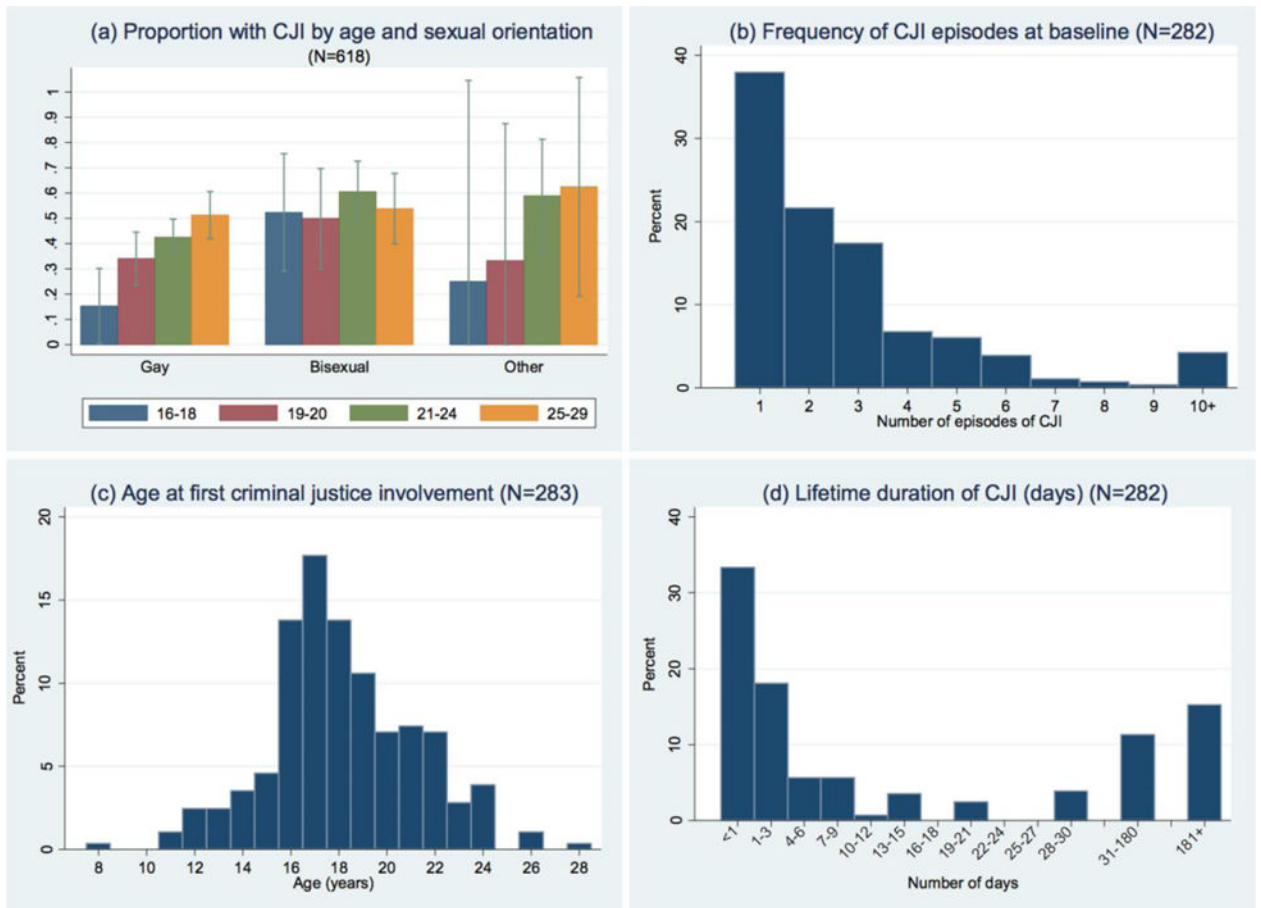 (a) Proportion with CJI by age and sexual orientation
(N=618)
1
.9
.8
.7
.6
.5
.4
.3
.2
.1
0
Gay Bisexual Other
16-18 19-20 21-24 25-29
(b) Frequency of CJI episodes at baseline (N=282)
Percent
40
30
20
10
0
1 2 3 4 5 6 7 8 9 10+
Number of episodes of CJI
(c) Age at first criminal justice involvement (N=283)
Percent
20
15
10
5
0
8 10 12 14 16 18 20 22 24 26 28
Age (years)
(d) Lifetime duration of CJI (days) (N=282)
Percent
40
30
20
10
0
<1 1-3 4-6 7-9 10-12 13-15 16-18 19-21 22-24 25-27 28-30 31-180 181+
Number of days